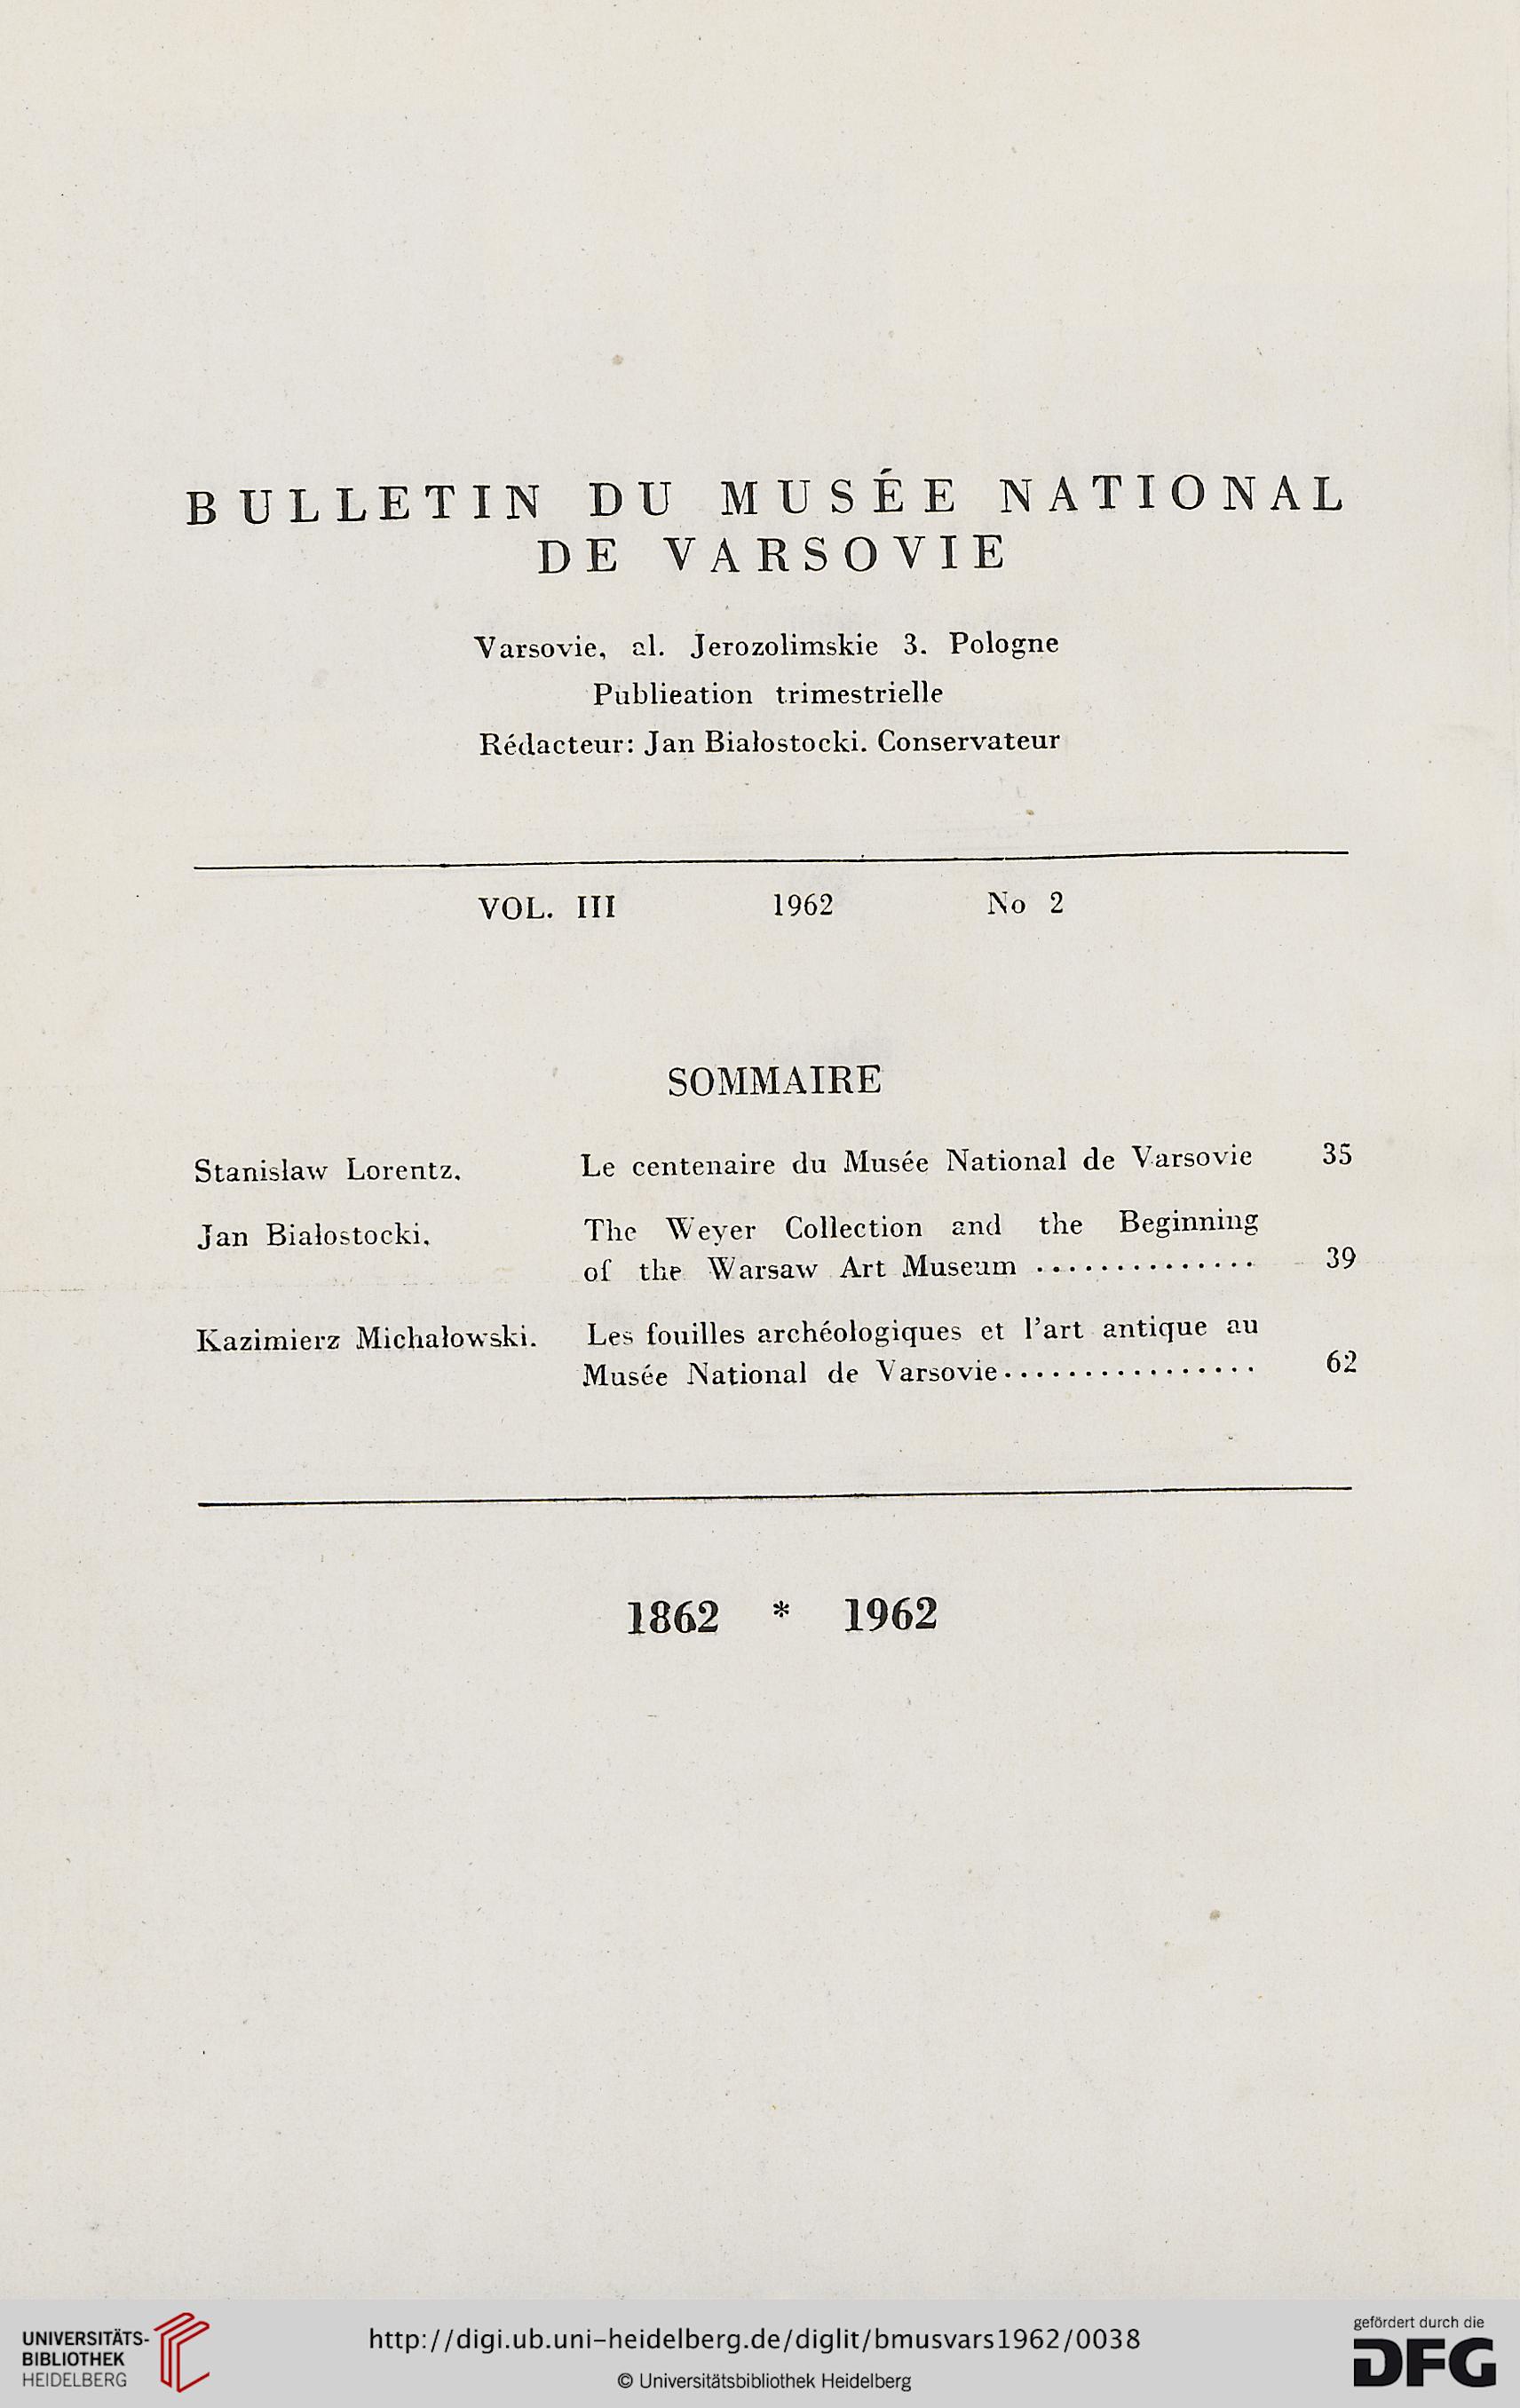 BULLETIN DU MUSÉE NATIONAL
DE VARSOVIE
Varsovie, al. Jerozolimskie 3. Pologne
Publieation trimestrielle
Rédacteur: Jan Białostocki. Conservateur
VOL. III 1962 No 2
SOMMAIRE
Stanisław Lorentz. Le centenaire du Musée National de Varsovie 35
Jan Białostocki. The Weyer Collection and the Beginning
of the Warsaw Art Museum .............. 39
Kazimierz Michałowski. Les fouilles archéologiques et l'art antique au
Musée National de Varsovie................ 62
1862 * 1962
UNIVERSITÄTS-
BIBLIOTHEK
HEIDELBERG
http://digi.ub.uni-heidelberg.de/diglit/bmusvars1962/0038
© Universitätsbibliothek Heidelberg
gefördert durch die
DFG